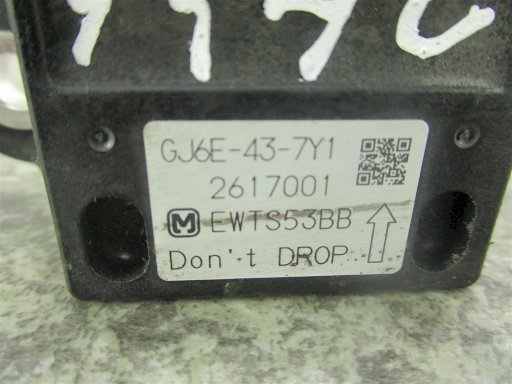 GJ6E-43-7Y1
2617001
M EWTS53BB
Don't DROP